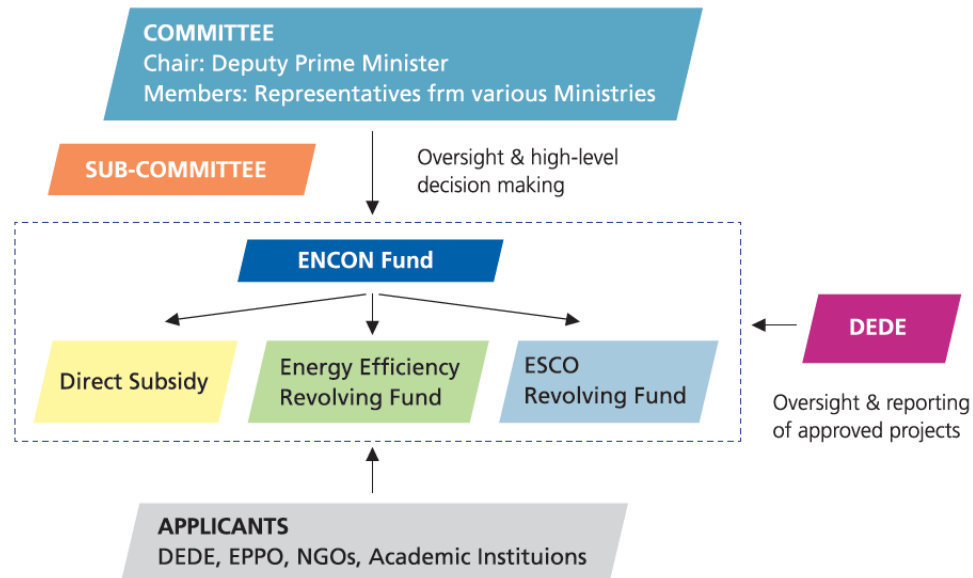 COMMITTEE
Chair: Deputy Prime Minister
Members: Representatives frm various Ministries
SUB-COMMITTEE
Oversight & high-level
decision making
ENCON Fund
Direct Subsidy
Energy Efficiency
Revolving Fund
ESCO
Revolving Fund
DEDE
Oversight & reporting
of approved projects
APPLICANTS
DEDE, EPPO, NGOs, Academic Instituions